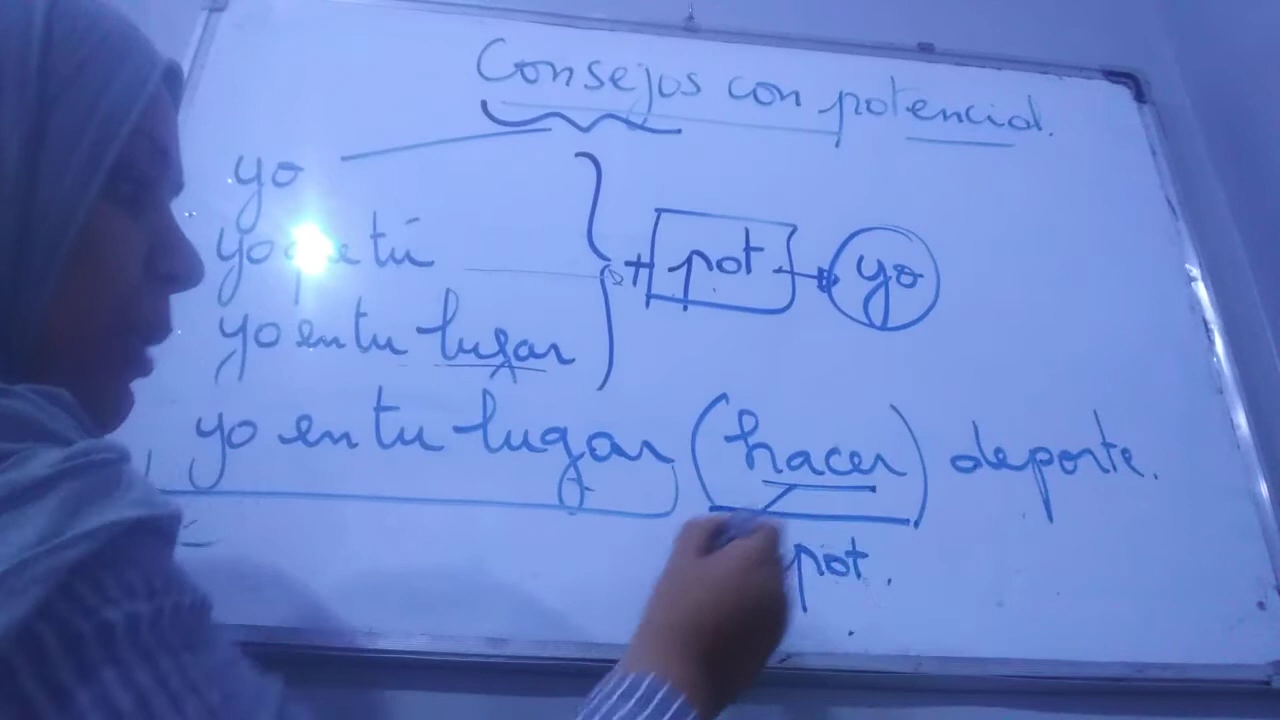 Consejos con potencial.
yo
yo que tú + pot yo
yo en tu lugar
yo en tu lugar (hacer) deporte.
pot.